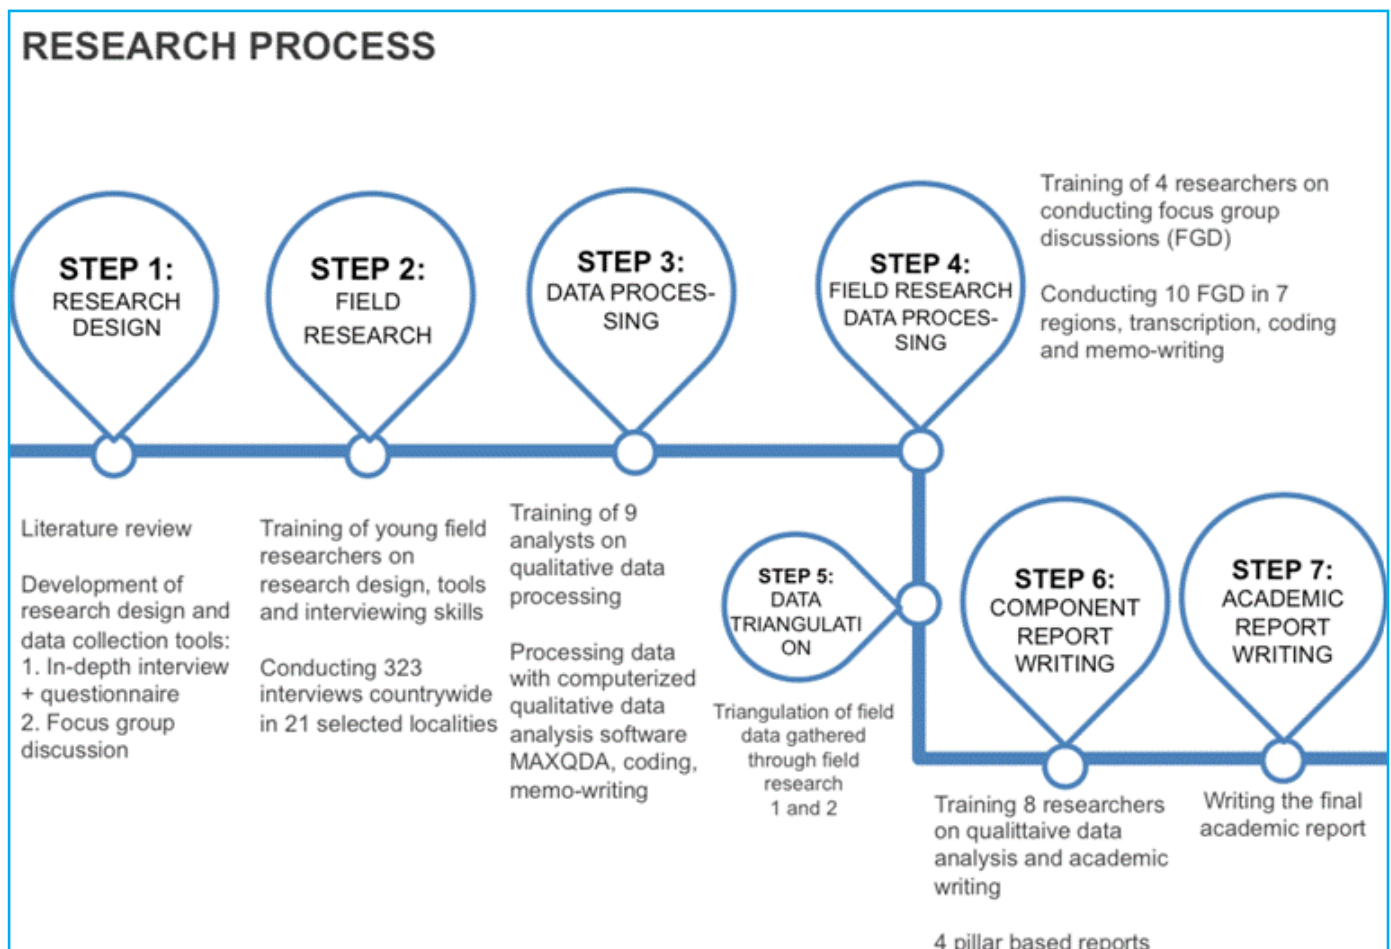 RESEARCH PROCESS
STEP 1:
RESEARCH
DESIGN
STEP 2:
FIELD
RESEARCH
STEP 3:
DATA PROCES-
SING
STEP 4:
FIELD RESEARCH
DATA PROCES-
SING
Training of 4 researchers on
conducting focus group
discussions (FGD)
Conducting 10 FGD in 7
regions, transcription, coding
and memo-writing
Literature review
Development of
research design and
data collection tools:
1. In-depth interview
+ questionnaire
2. Focus group
discussion
Training of young field
researchers on
research design, tools
and interviewing skills
Conducting 323
interviews countrywide
in 21 selected localities
Training of 9
analysts on
qualitative data
processing
Processing data
with computerized
qualitative data
analysis software
MAXQDA, coding,
memo-writing
STEP 5:
DATA
TRIANGULATI
ON
Triangulation of field
data gathered
through field
research
1 and 2
STEP 6:
COMPONENT
REPORT
WRITING
Training 8 researchers
on qualittaive data
analysis and academic
writing
4 pillar based reports
STEP 7:
ACADEMIC
REPORT
WRITING
Writing the final
academic report